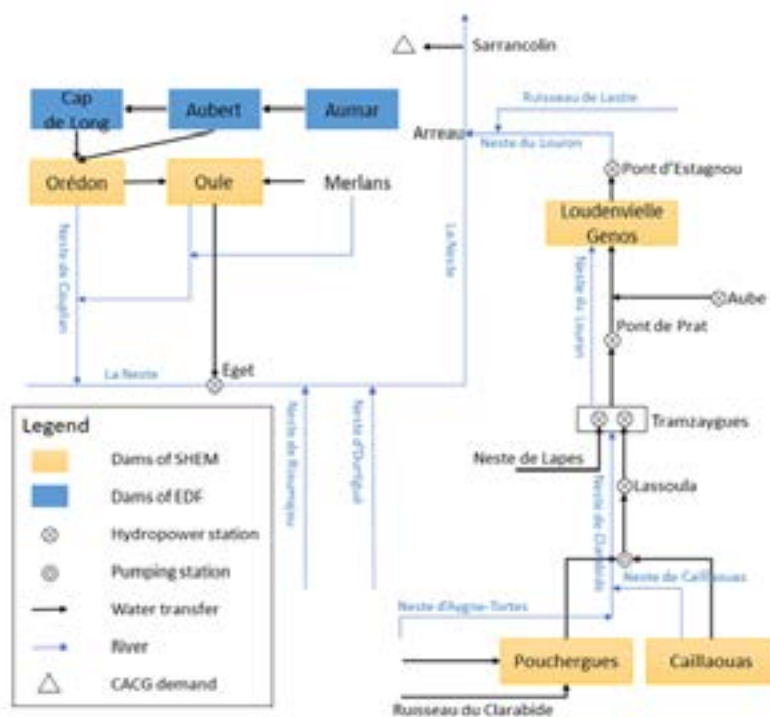 Sarrancolin
Ruisseau de Lastie
Cap
de Long
Aubert
Aumar
Arreau
Neste du Louron
Pont d'Estagnou
Orédon
Oule
Merlans
Loudenvielle
Genos
Neste de Couplan
La Neste
Neste du Louron
Aube
Pont de Prat
La Neste
Eget
Legend
Dams of SHEM
Dams of EDF
Hydropower station
Pumping station
Water transfer
River
CACG demand
Neste de Rioumajou
Tramzaygues
Neste de Lapes
Lassoula
Neste de Clarabide
Neste de Caillaouas
Neste d'Aygue-Tortes
Pouchergues
Caillaouas
Ruisseau du Clarabide